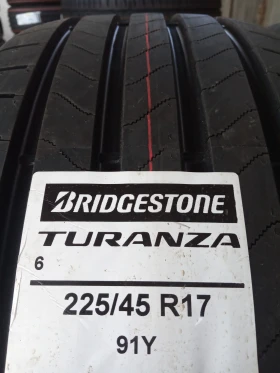 BRIDGESTONE
TURANZA
6
225/45 R17
91Y